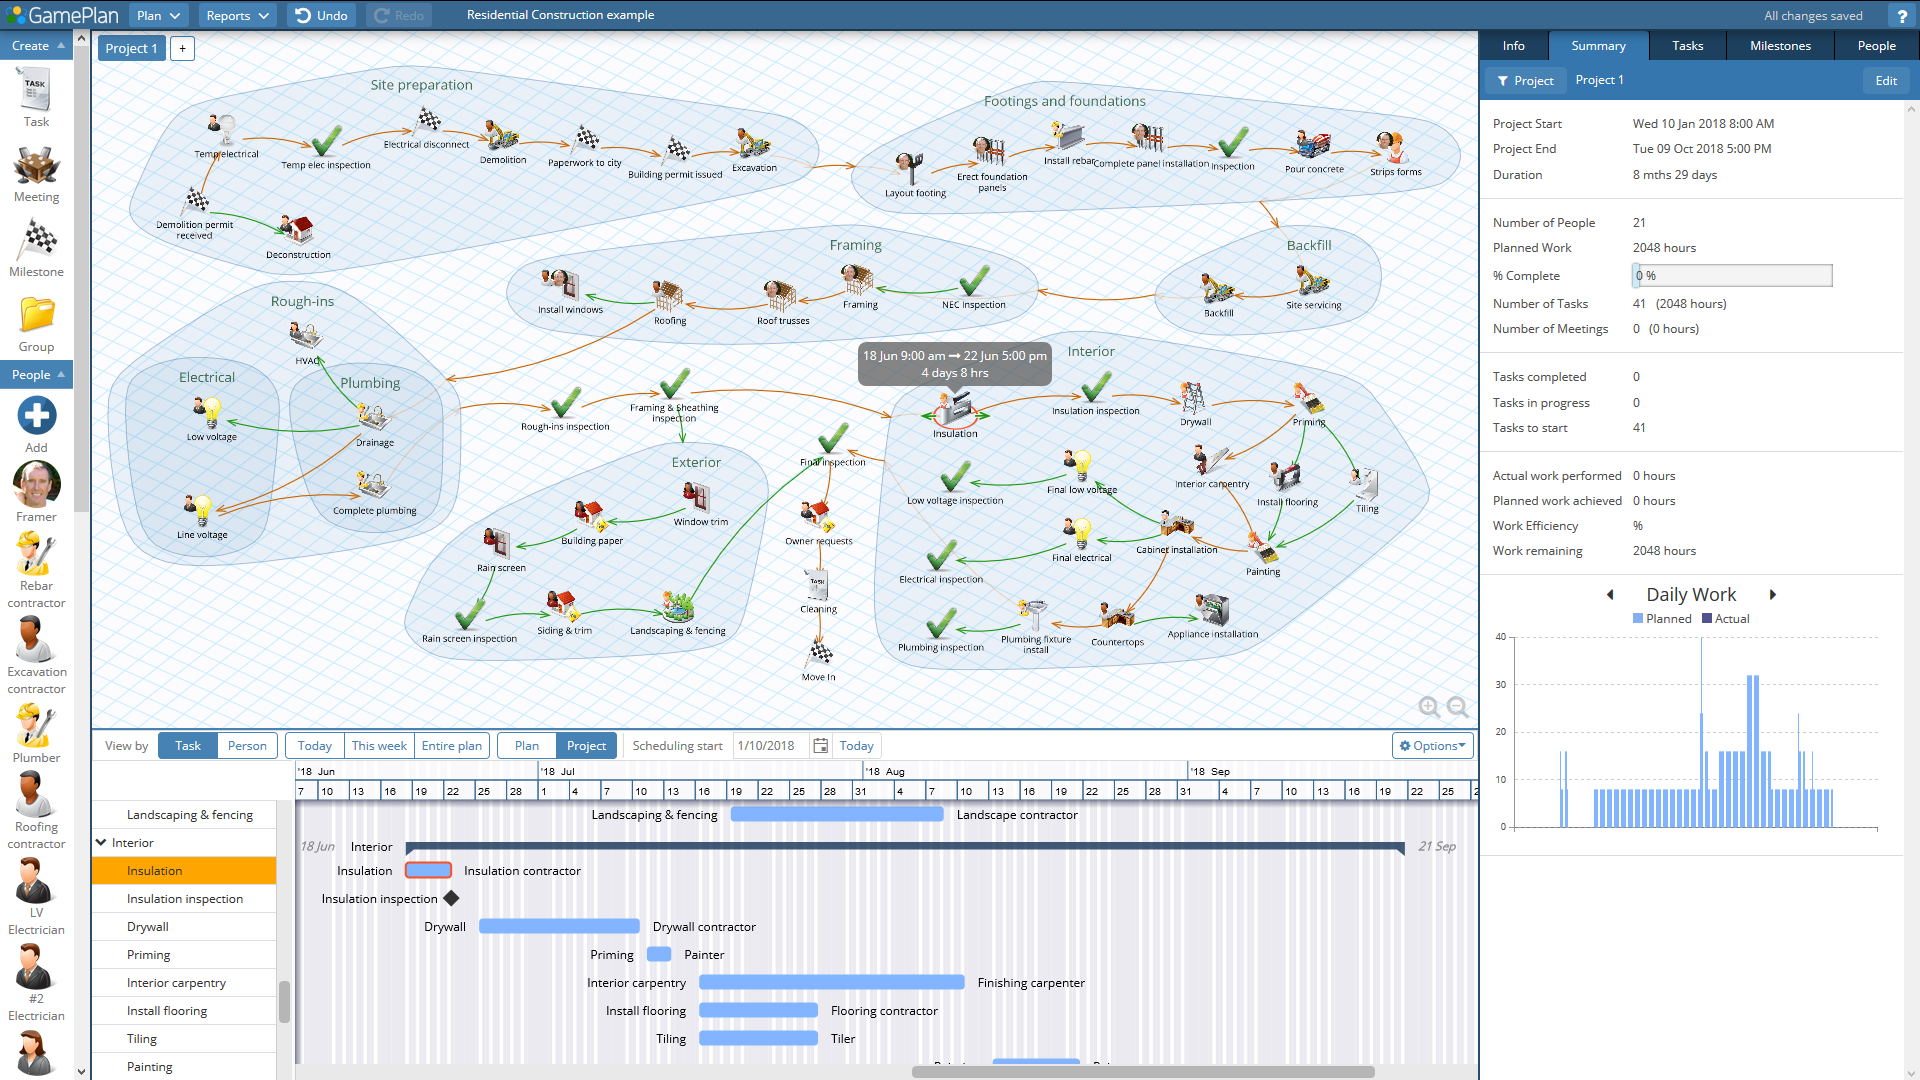 GamePlan
Plan
Reports
Undo
Redo
Residential Construction example
All changes saved
?
Create
Task
Meeting
Milestone
Group
People
Add
Framer
Rebar
contractor
Excavation
contractor
Plumber
Roofing
contractor
LV
Electrician
#2
Electrician
Project 1
+
Site preparation
Temp electrical
Temp elec inspection
Electrical disconnect
Demolition
Paperwork to city
Building permit issued
Excavation
Demolition permit
received
Deconstruction
Footings and foundations
Layout footing
Erect foundation
panels
Install rebar
Complete panel installation
Inspection
Pour concrete
Strips forms
Framing
Install windows
Roofing
Roof trusses
Framing
NEC inspection
Backfill
Backfill
Site servicing
Rough-ins
HVAC
Electrical
Low voltage
Line voltage
Plumbing
Drainage
Complete plumbing
Rough-ins inspection
Framing & Sheathing
inspection
18 Jun 9:00 am → 22 Jun 5:00 pm
4 days 8 hrs
Interior
Insulation
Insulation inspection
Drywall
Priming
Low voltage inspection
Final low voltage
Interior carpentry
Install flooring
Tiling
Electrical inspection
Final electrical
Cabinet installation
Painting
Plumbing inspection
Plumbing fixture
install
Countertops
Appliance installation
Exterior
Window trim
Building paper
Rain screen
Rain screen inspection
Siding & trim
Landscaping & fencing
Final inspection
Owner requests
TASK
Cleaning
Move In
View by
Task
Person
Today
This week
Entire plan
Plan
Project
Scheduling start
1/10/2018
Today
Options
'18 Jun
'18 Jul
'18 Aug
'18 Sep
7 10 13 16 19 22 25 28 1 4 7 10 13 16 19 22 25 28 31 4 7 10 13 16 19 22 25 28 31 4 7 10 13 16 19 22 25
Landscaping & fencing
Landscaping & fencing
Landscape contractor
Interior
18 Jun
Interior
21 Sep
Insulation
Insulation
Insulation contractor
Insulation inspection
Insulation inspection
Drywall
Drywall
Drywall contractor
Priming
Priming
Painter
Interior carpentry
Interior carpentry
Finishing carpenter
Install flooring
Install flooring
Flooring contractor
Tiling
Tiling
Tiler
Painting
Info
Summary
Tasks
Milestones
People
Project
Project 1
Edit
Project Start Wed 10 Jan 2018 8:00 AM
Project End Tue 09 Oct 2018 5:00 PM
Duration 8 mths 29 days
Number of People 21
Planned Work 2048 hours
% Complete 0 %
Number of Tasks 41 (2048 hours)
Number of Meetings 0 (0 hours)
Tasks completed 0
Tasks in progress 0
Tasks to start 41
Actual work performed 0 hours
Planned work achieved 0 hours
Work Efficiency %
Work remaining 2048 hours
Daily Work
Planned Actual
40
30
20
10
0